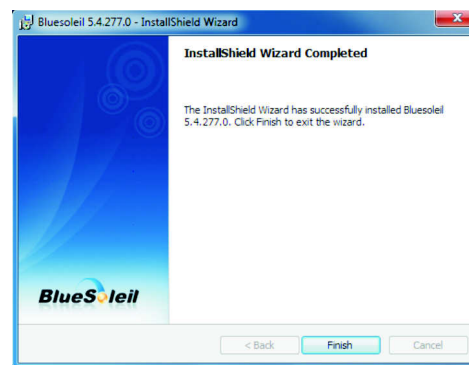 Bluesoleil 5.4.277.0 - InstallShield Wizard
InstallShield Wizard Completed
The InstallShield Wizard has successfully installed Bluesoleil
5.4.277.0. Click Finish to exit the wizard.
BlueSoleil
< Back
Finish
Cancel